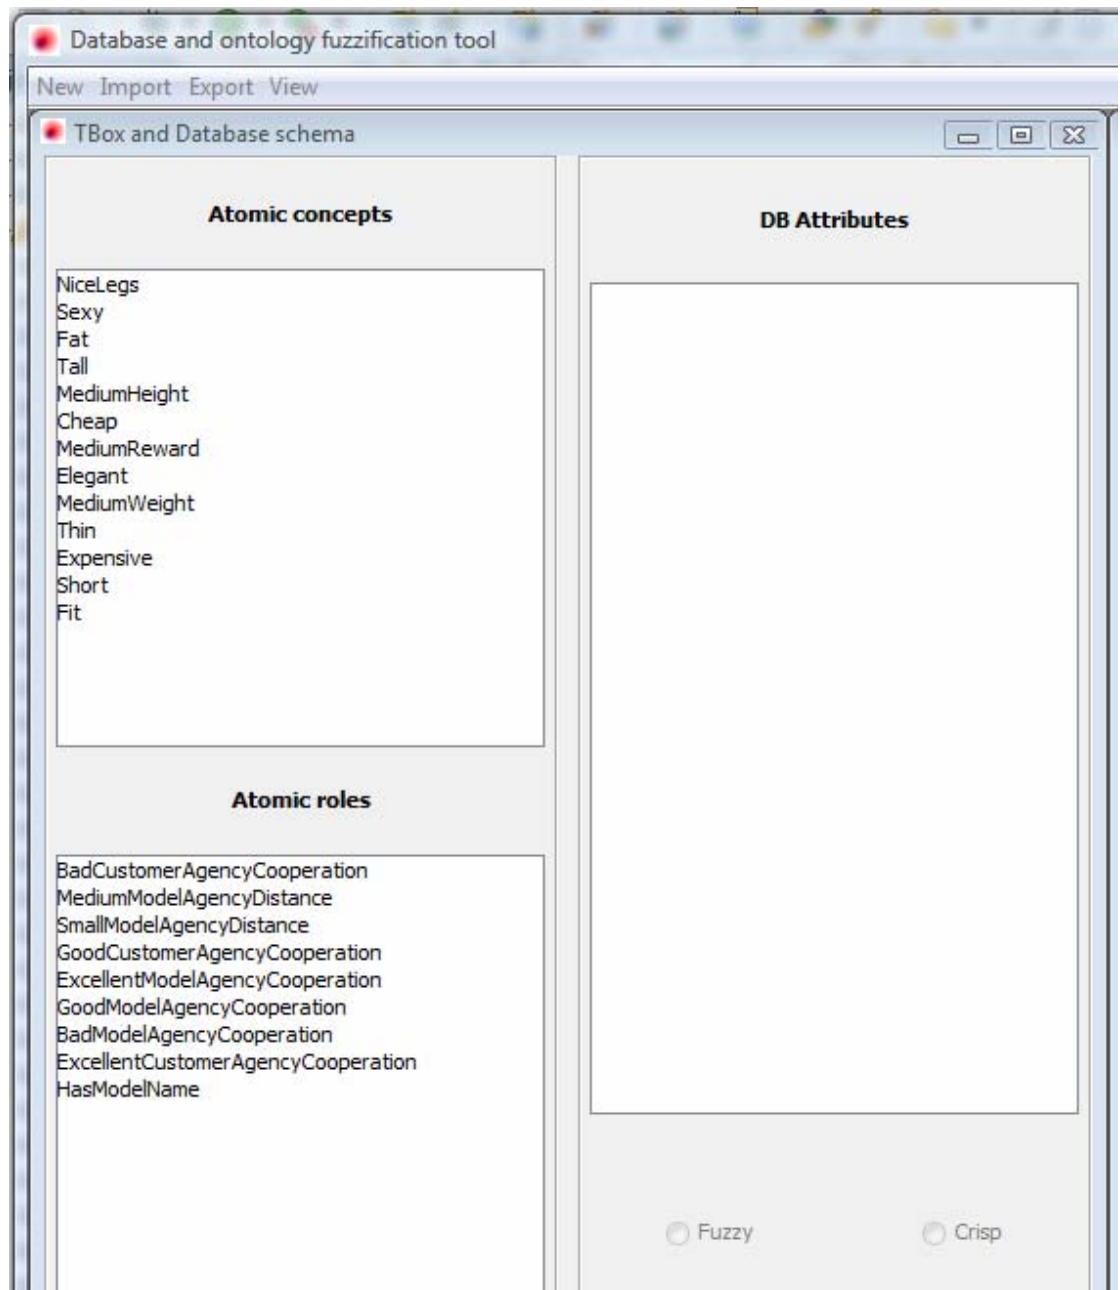 Database and ontology fuzzification tool
New Import Export View
TBox and Database schema
Atomic concepts
NiceLegs
Sexy
Fat
Tall
MediumHeight
Cheap
MediumReward
Elegant
MediumWeight
Thin
Expensive
Short
Fit
Atomic roles
BadCustomerAgencyCooperation
MediumModelAgencyDistance
SmallModelAgencyDistance
GoodCustomerAgencyCooperation
ExcellentModelAgencyCooperation
GoodModelAgencyCooperation
BadModelAgencyCooperation
ExcellentCustomerAgencyCooperation
HasModelName
DB Attributes
Fuzzy
Crisp